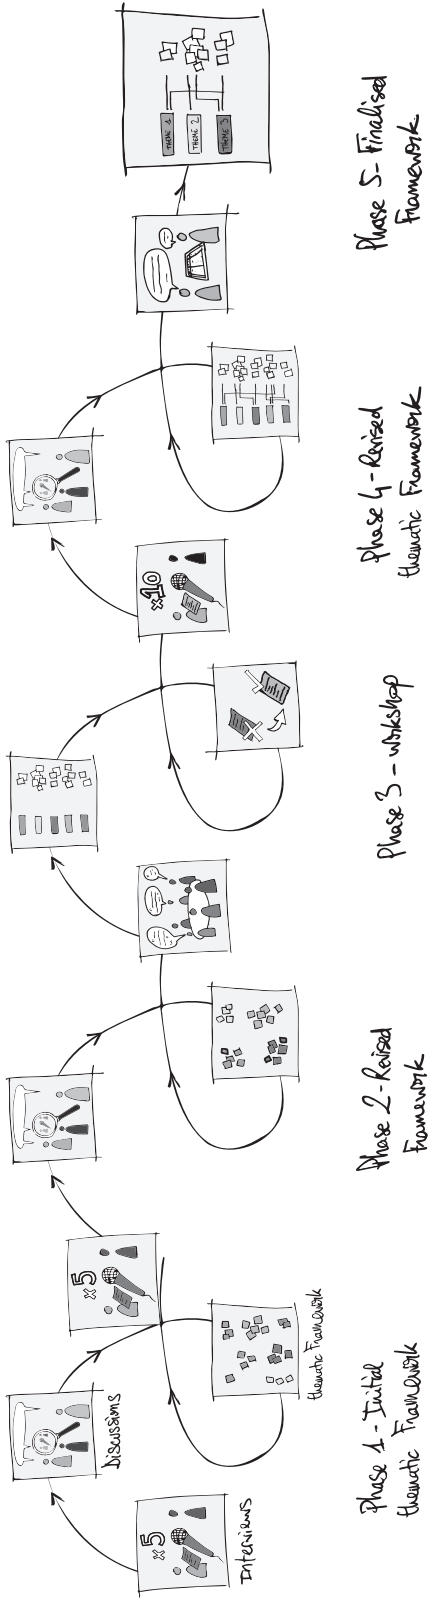 ×5
Interviews
Discussions
thematic Framework
Phase 1 - Initial
thematic Framework
×5
Phase 2 - Revised
Framework
Phase 3 - workshop
×10
Phase 4 - Revised
thematic Framework
THEME 1
THEME 2
THEME 3
Phase 5 - Finalised
Framework